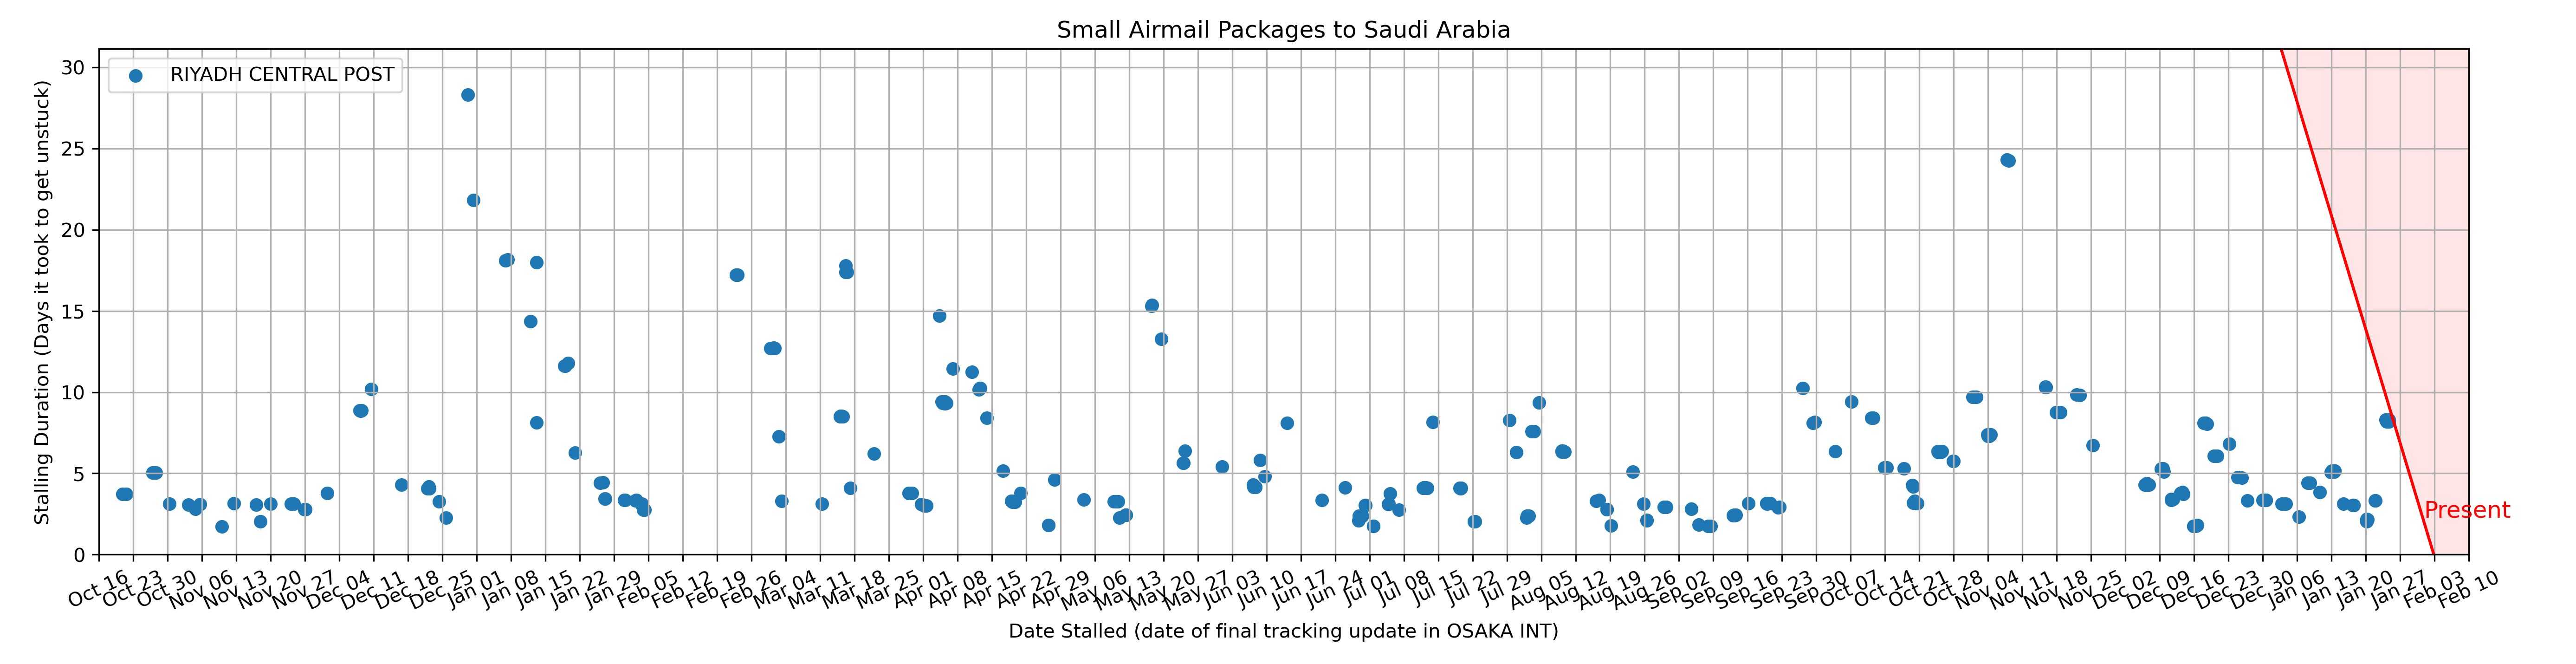 Small Airmail Packages to Saudi Arabia
RIYADH CENTRAL POST
Stalling Duration (Days it took to get unstuck)
30
25
20
15
10
5
0
Present
Oct 16 Oct 23 Oct 30 Nov 06 Nov 13 Nov 20 Nov 27 Dec 04 Dec 11 Dec 18 Dec 25 Jan 01 Jan 08 Jan 15 Jan 22 Jan 29 Feb 05 Feb 12 Feb 19 Feb 26 Mar 04 Mar 11 Mar 18 Mar 25 Apr 01 Apr 08 Apr 15 Apr 22 Apr 29 May 06 May 13 May 20 May 27 Jun 03 Jun 10 Jun 17 Jun 24 Jul 01 Jul 08 Jul 15 Jul 22 Jul 29 Aug 05 Aug 12 Aug 19 Aug 26 Sep 02 Sep 09 Sep 16 Sep 23 Sep 30 Oct 07 Oct 14 Oct 21 Oct 28 Nov 04 Nov 11 Nov 18 Nov 25 Dec 02 Dec 09 Dec 16 Dec 23 Dec 30 Jan 06 Jan 13 Jan 20 Jan 27 Feb 03 Feb 10
Date Stalled (date of final tracking update in OSAKA INT)